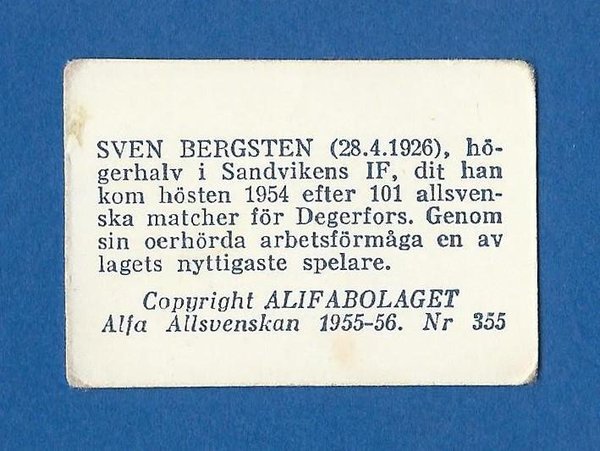 SVEN BERGSTEN (28.4.1926), hö-
gerhalv i Sandvikens IF, dit han
kom hösten 1954 efter 101 allsven-
ska matcher för Degerfors. Genom
sin oerhörda arbetsförmåga en av
lagets nyttigaste spelare.
Copyright ALIFABOLAGET
Alfa Allsvenskan 1955-56. Nr 355